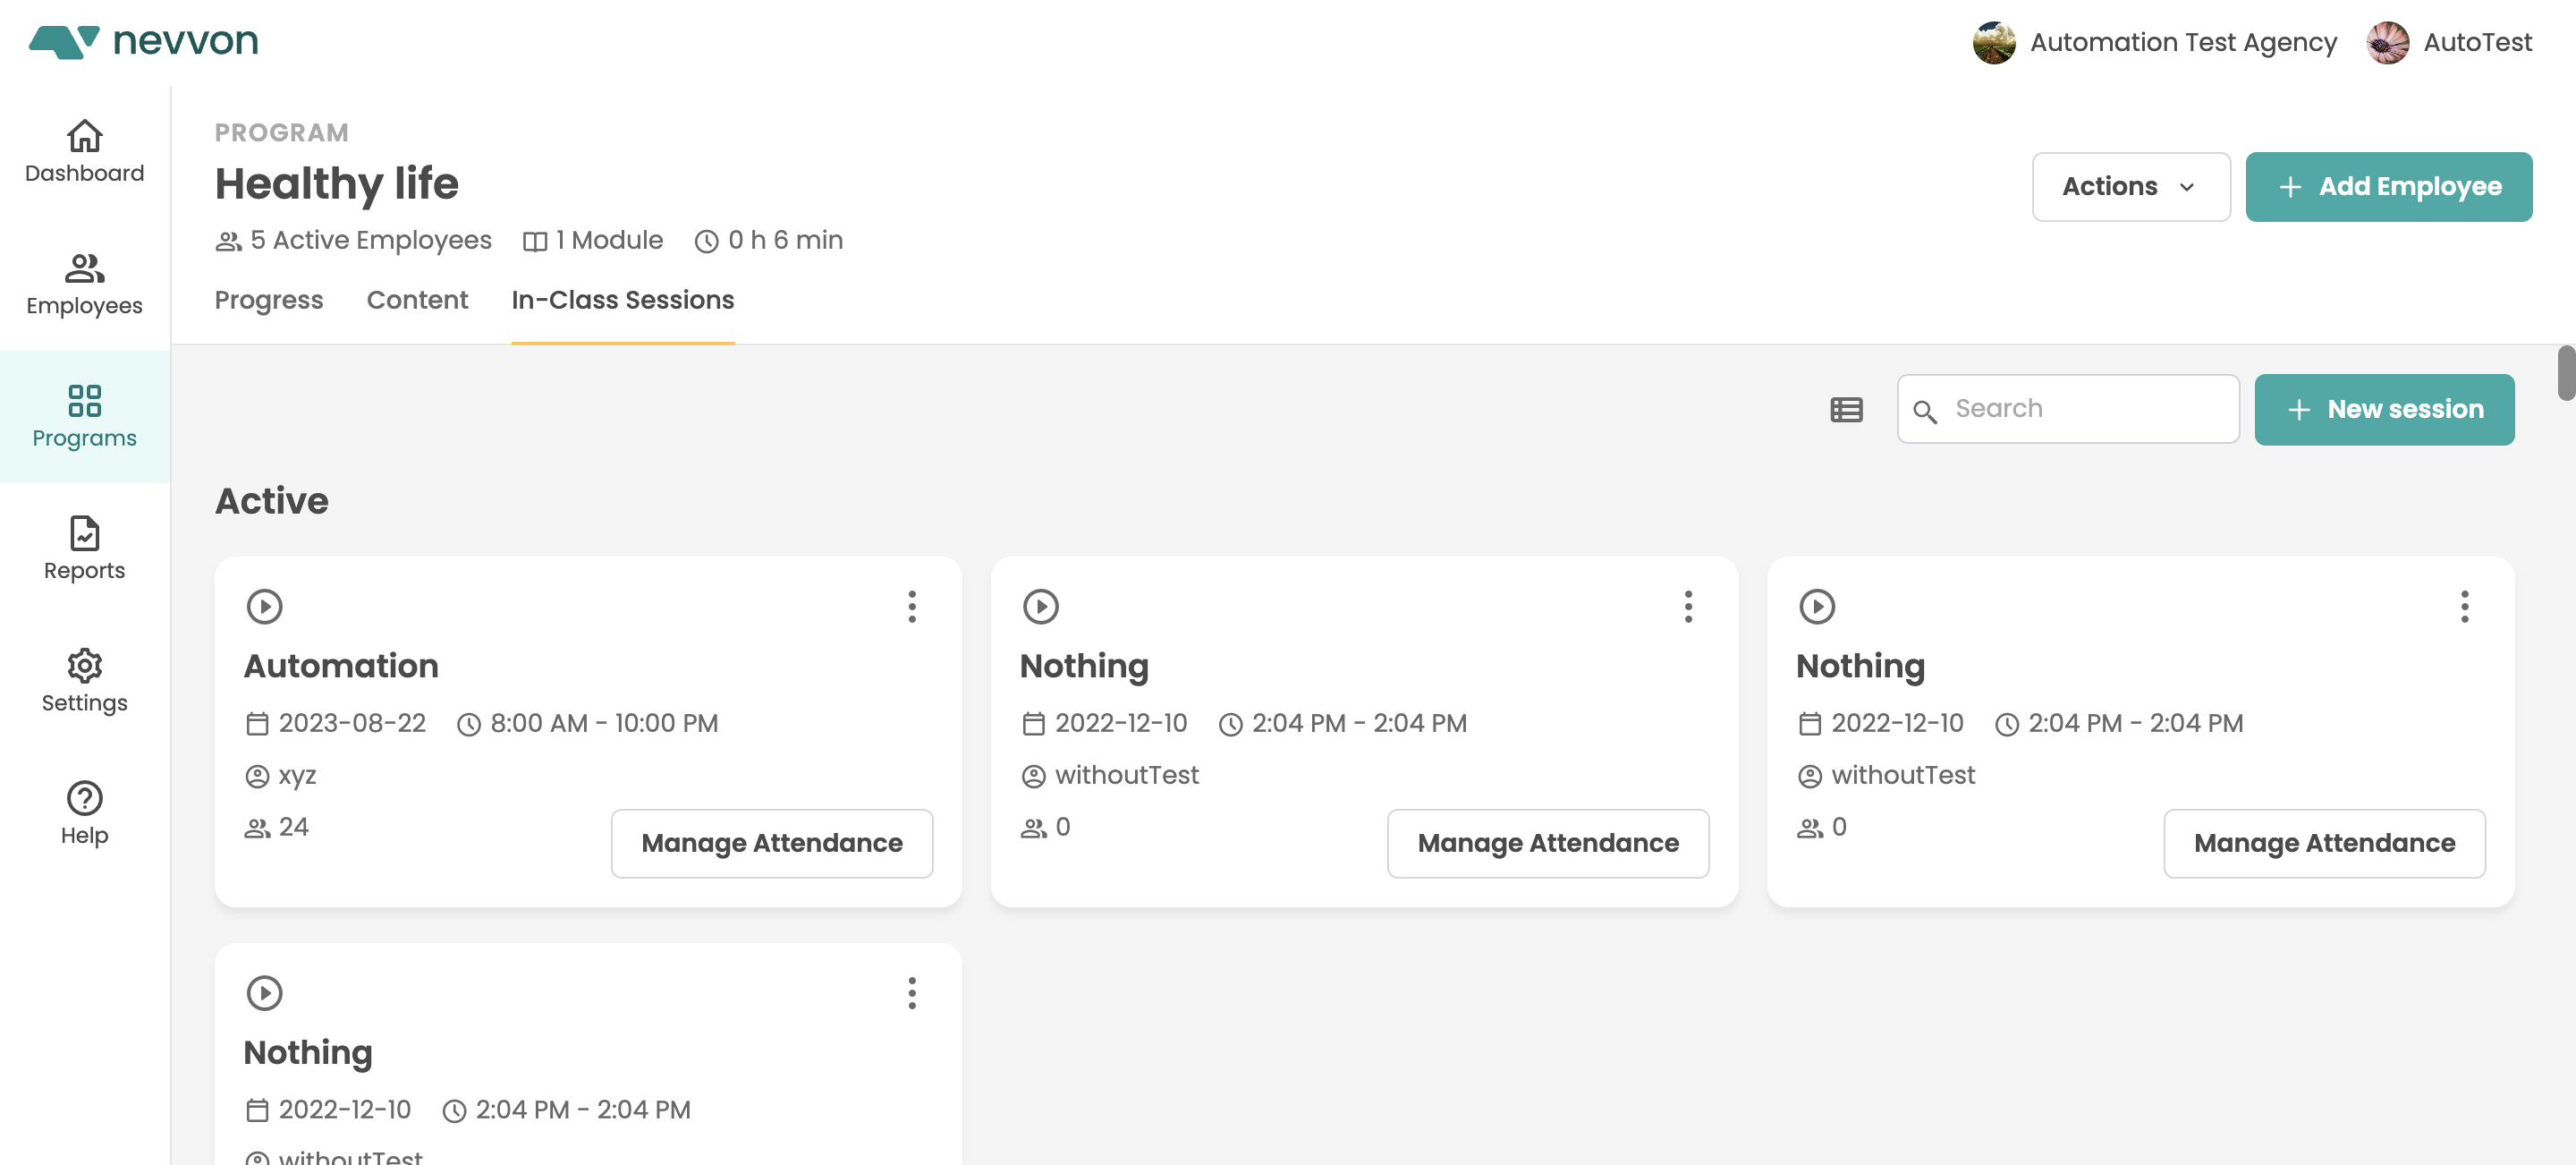 nevvon
Automation Test Agency
AutoTest
Dashboard
Employees
Programs
Reports
Settings
Help
PROGRAM
Healthy life
5 Active Employees 1 Module 0 h 6 min
Actions
+ Add Employee
Progress Content In-Class Sessions
Search
+ New session
Active
Automation
2023-08-22 8:00 AM - 10:00 PM
xyz
24
Manage Attendance
Nothing
2022-12-10 2:04 PM - 2:04 PM
withoutTest
0
Manage Attendance
Nothing
2022-12-10 2:04 PM - 2:04 PM
withoutTest
0
Manage Attendance
Nothing
2022-12-10 2:04 PM - 2:04 PM
withoutTest